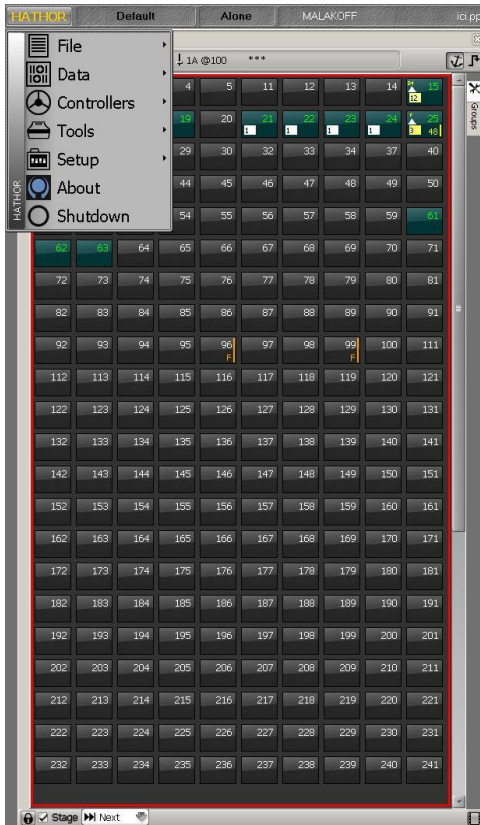 HATHOR Default Alone MALAKOFF ici.pp
File
Data
Controllers
Tools
Setup
About
Shutdown
HATHOR
1A @100 ***
Groups
4 5 11 12 13 14 15
12
19 20 21 22 23 24 25
1 1 1 1 3 48
29 30 32 33 34 37 40
44 45 46 47 48 49 50
54 55 56 57 58 59 61
62 63 64 65 66 67 68 69 70 71
72 73 74 75 76 77 78 79 80 81
82 83 84 85 86 87 88 89 90 91
92 93 94 95 96 97 98 99 100 111
F F
112 113 114 115 116 117 118 119 120 121
122 123 124 125 126 127 128 129 130 131
132 133 134 135 136 137 138 139 140 141
142 143 144 145 146 147 148 149 150 151
152 153 154 155 156 157 158 159 160 161
162 163 164 165 166 167 168 169 170 171
172 173 174 175 176 177 178 179 180 181
182 183 184 185 186 187 188 189 190 191
192 193 194 195 196 197 198 199 200 201
202 203 204 205 206 207 208 209 210 211
212 213 214 215 216 217 218 219 220 221
222 223 224 225 226 227 228 229 230 231
232 233 234 235 236 237 238 239 240 241
Stage Next